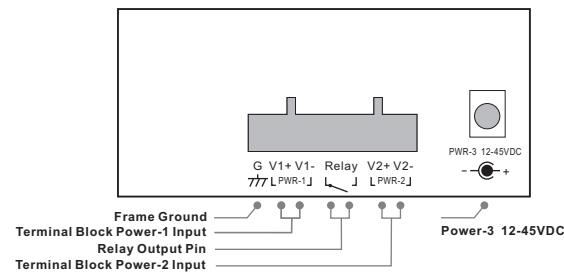 PWR-3 12-45VDC
G V1+ V1- Relay V2+ V2-
PWR-1 PWR-2
- +
Frame Ground
Terminal Block Power-1 Input
Relay Output Pin
Terminal Block Power-2 Input
Power-3 12-45VDC